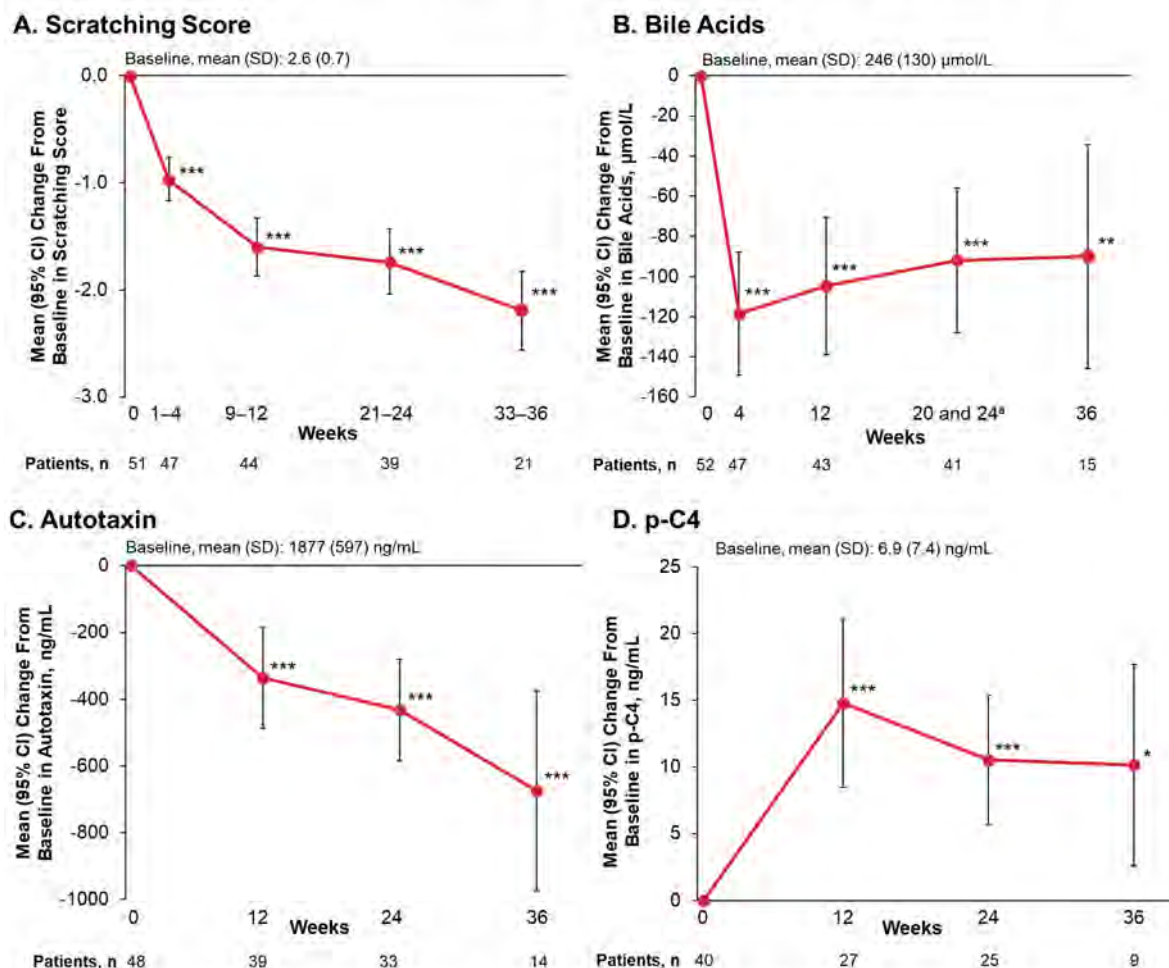 A. Scratching Score
Baseline, mean (SD): 2.6 (0.7)
Mean (95% CI) Change From
Baseline in Scratching Score
0,0
-1.0
-2.0
-3.0
0 1–4 9–12 21–24 33–36
Weeks
Patients, n 51 47 44 39 21
*** *** *** ***
B. Bile Acids
Baseline, mean (SD): 246 (130) µmol/L
Mean (95% CI) Change From
Baseline in Bile Acids, µmol/L
0
-20
-40
-60
-80
-100
-120
-140
-160
0 4 12 20 and 24ª 36
Weeks
Patients, n 52 47 43 41 15
*** *** *** **
C. Autotaxin
Baseline, mean (SD): 1877 (597) ng/mL
Mean (95% CI) Change From
Baseline in Autotaxin, ng/mL
0
-200
-400
-600
-800
-1000
0 12 24 36
Weeks
Patients, n 48 39 33 14
*** *** ***
D. p-C4
Baseline, mean (SD): 6.9 (7.4) ng/mL
Mean (95% CI) Change From
Baseline in p-C4, ng/mL
25
20
15
10
5
0
0 12 24 36
Weeks
Patients, n 40 27 25 9
*** *** *